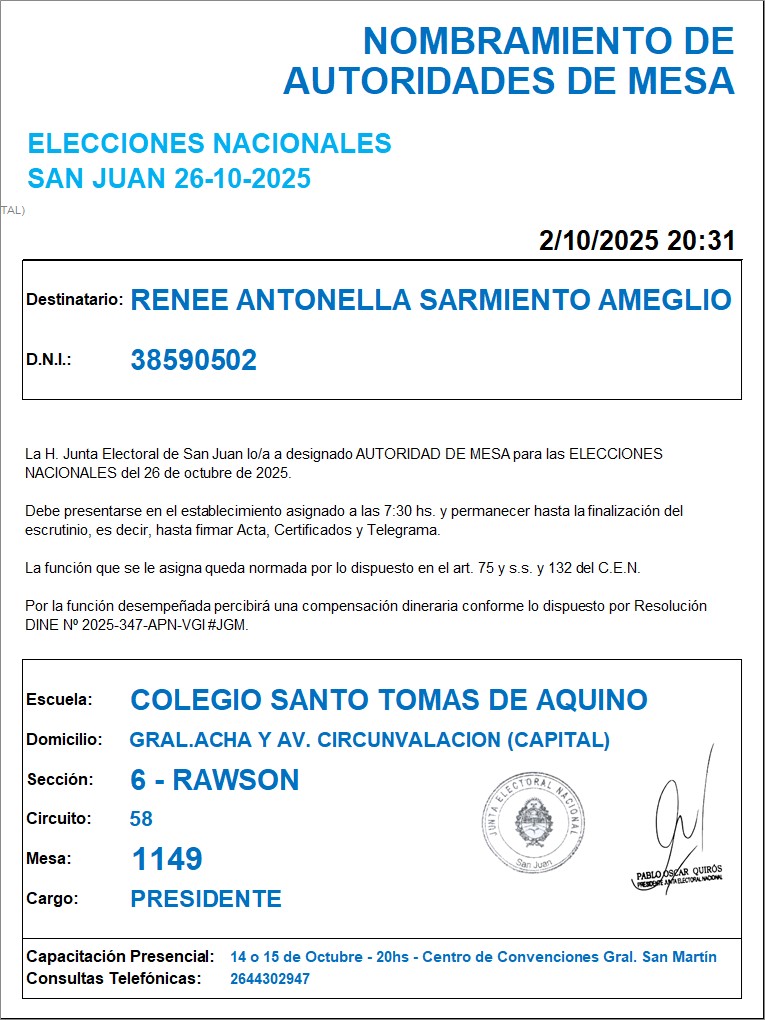 NOMBRAMIENTO DE
AUTORIDADES DE MESA
ELECCIONES NACIONALES
SAN JUAN 26-10-2025
TAL)
2/10/2025 20:31
Destinatario: RENEE ANTONELLA SARMIENTO AMEGLIO
D.N.I.: 38590502
La H. Junta Electoral de San Juan lo/a a designado AUTORIDAD DE MESA para las ELECCIONES
NACIONALES del 26 de octubre de 2025.
Debe presentarse en el establecimiento asignado a las 7:30 hs. y permanecer hasta la finalización del
escrutinio, es decir, hasta firmar Acta, Certificados y Telegrama.
La función que se le asigna queda normada por lo dispuesto en el art. 75 y s.s. y 132 del C.E.N.
Por la función desempeñada percibirá una compensación dineraria conforme lo dispuesto por Resolución
DINE Nº 2025-347-APN-VGI#JGM.
Escuela: COLEGIO SANTO TOMAS DE AQUINO
Domicilio: GRAL.ACHA Y AV. CIRCUNVALACION (CAPITAL)
Sección: 6 - RAWSON
Circuito: 58
Mesa: 1149
Cargo: PRESIDENTE
JUNTA ELECTORAL NACIONAL
San Juan
PABLO OSCAR QUIRÓS
PRESIDENTE JUNTA ELECTORAL NACIONAL
Capacitación Presencial: 14 o 15 de Octubre - 20hs - Centro de Convenciones Gral. San Martín
Consultas Telefónicas: 2644302947